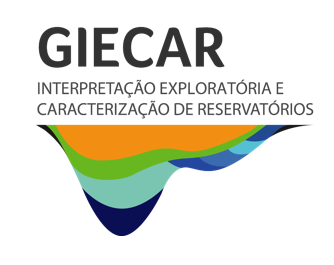 GIECAR
INTERPRETAÇÃO EXPLORATÓRIA E
CARACTERIZAÇÃO DE RESERVATÓRIOS